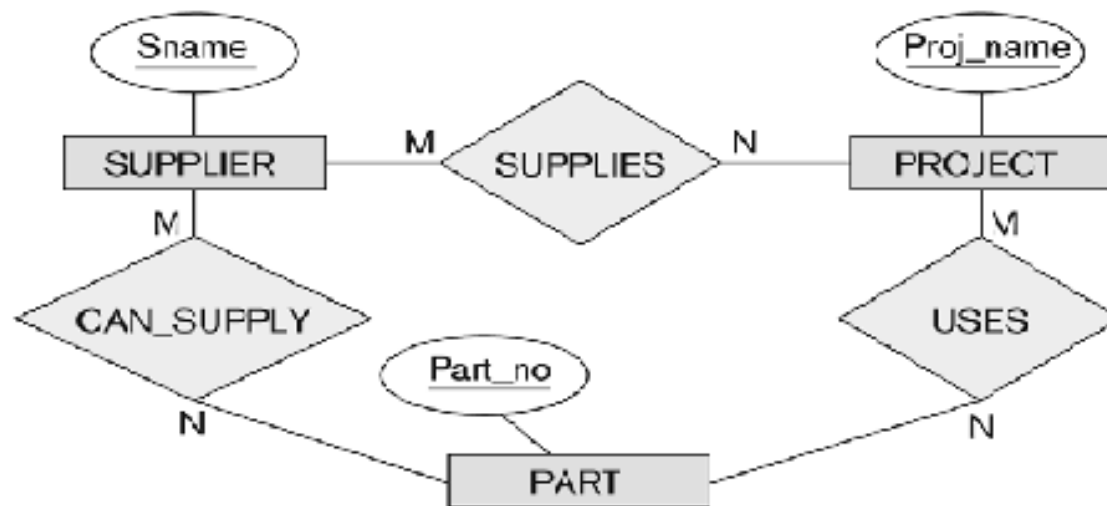 Sname
Proj_name
SUPPLIER
M
SUPPLIES
N
PROJECT
M
M
CAN_SUPPLY
USES
Part_no
N
N
PART